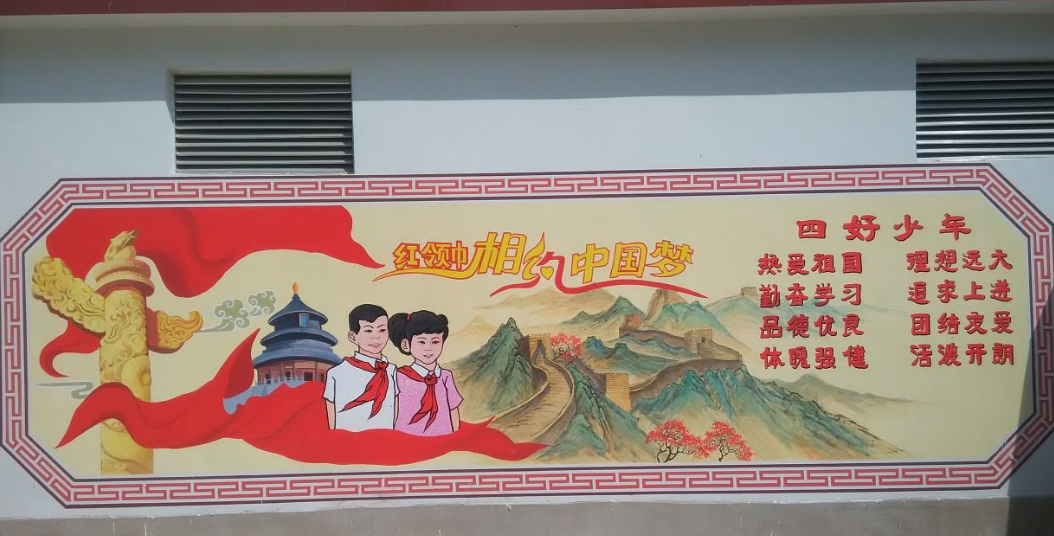 红领巾相约中国梦
四好少年
热爱祖国 理想远大
勤奋学习 追求上进
品德优良 团结友爱
体魄强健 活泼开朗